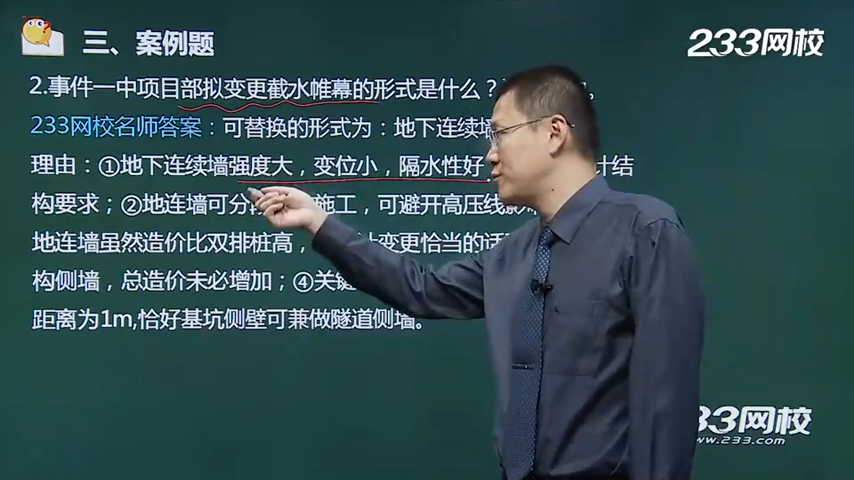 三、案例题
233网校
2.事件一中项目部拟变更截水帷幕的形式是什么？
233网校名师答案：可替换的形式为：地下连续墙
理由：①地下连续墙强度大，变位小，隔水性好 计结
构要求；②地连墙可分段 施工，可避开高压线
地连墙虽然造价比双排桩高， 变更恰当的话
构侧墙，总造价未必增加；④关键
距离为1m,恰好基坑侧壁可兼做隧道侧墙。
33网校
www.233.com